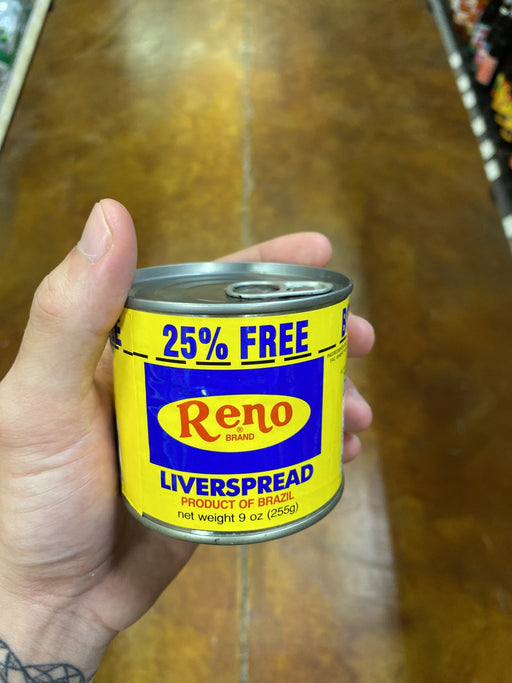 25% FREE
Reno
®
BRAND
LIVERSPREAD
PRODUCT OF BRAZIL
net weight 9 oz (255g)